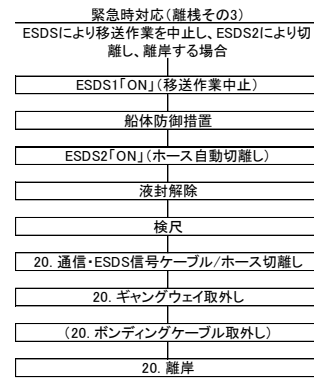 緊急時対応(離桟その3)
ESDSにより移送作業を中止し、ESDS2により切
離し、離岸する場合
ESDS1「ON」(移送作業中止)
船体防御措置
ESDS2「ON」(ホース自動切離し)
液封解除
検尺
20. 通信・ESDS信号ケーブル/ホース切離し
20. ギャングウェイ取外し
(20. ボンディングケーブル取外し)
20. 離岸